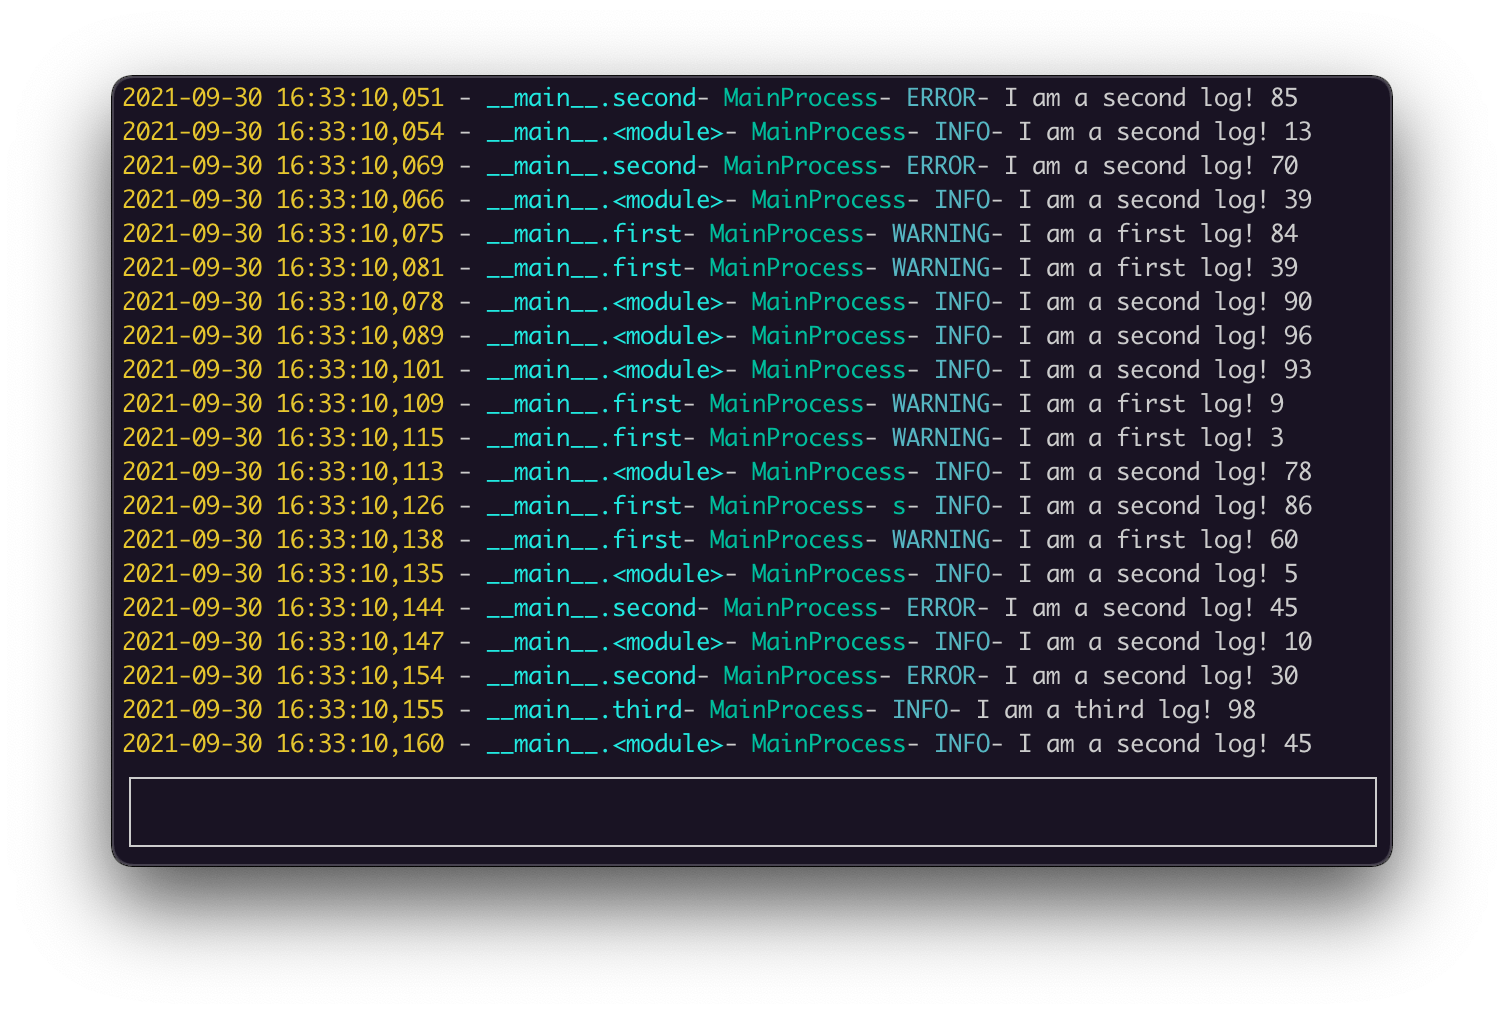 2021-09-30 16:33:10,051 - __main__.second- MainProcess- ERROR- I am a second log! 85
2021-09-30 16:33:10,054 - __main__.<module>- MainProcess- INFO- I am a second log! 13
2021-09-30 16:33:10,069 - __main__.second- MainProcess- ERROR- I am a second log! 70
2021-09-30 16:33:10,066 - __main__.<module>- MainProcess- INFO- I am a second log! 39
2021-09-30 16:33:10,075 - __main__.first- MainProcess- WARNING- I am a first log! 84
2021-09-30 16:33:10,081 - __main__.first- MainProcess- WARNING- I am a first log! 39
2021-09-30 16:33:10,078 - __main__.<module>- MainProcess- INFO- I am a second log! 90
2021-09-30 16:33:10,089 - __main__.<module>- MainProcess- INFO- I am a second log! 96
2021-09-30 16:33:10,101 - __main__.<module>- MainProcess- INFO- I am a second log! 93
2021-09-30 16:33:10,109 - __main__.first- MainProcess- WARNING- I am a first log! 9
2021-09-30 16:33:10,115 - __main__.first- MainProcess- WARNING- I am a first log! 3
2021-09-30 16:33:10,113 - __main__.<module>- MainProcess- INFO- I am a second log! 78
2021-09-30 16:33:10,126 - __main__.first- MainProcess- s- INFO- I am a second log! 86
2021-09-30 16:33:10,138 - __main__.first- MainProcess- WARNING- I am a first log! 60
2021-09-30 16:33:10,135 - __main__.<module>- MainProcess- INFO- I am a second log! 5
2021-09-30 16:33:10,144 - __main__.second- MainProcess- ERROR- I am a second log! 45
2021-09-30 16:33:10,147 - __main__.<module>- MainProcess- INFO- I am a second log! 10
2021-09-30 16:33:10,154 - __main__.second- MainProcess- ERROR- I am a second log! 30
2021-09-30 16:33:10,155 - __main__.third- MainProcess- INFO- I am a third log! 98
2021-09-30 16:33:10,160 - __main__.<module>- MainProcess- INFO- I am a second log! 45